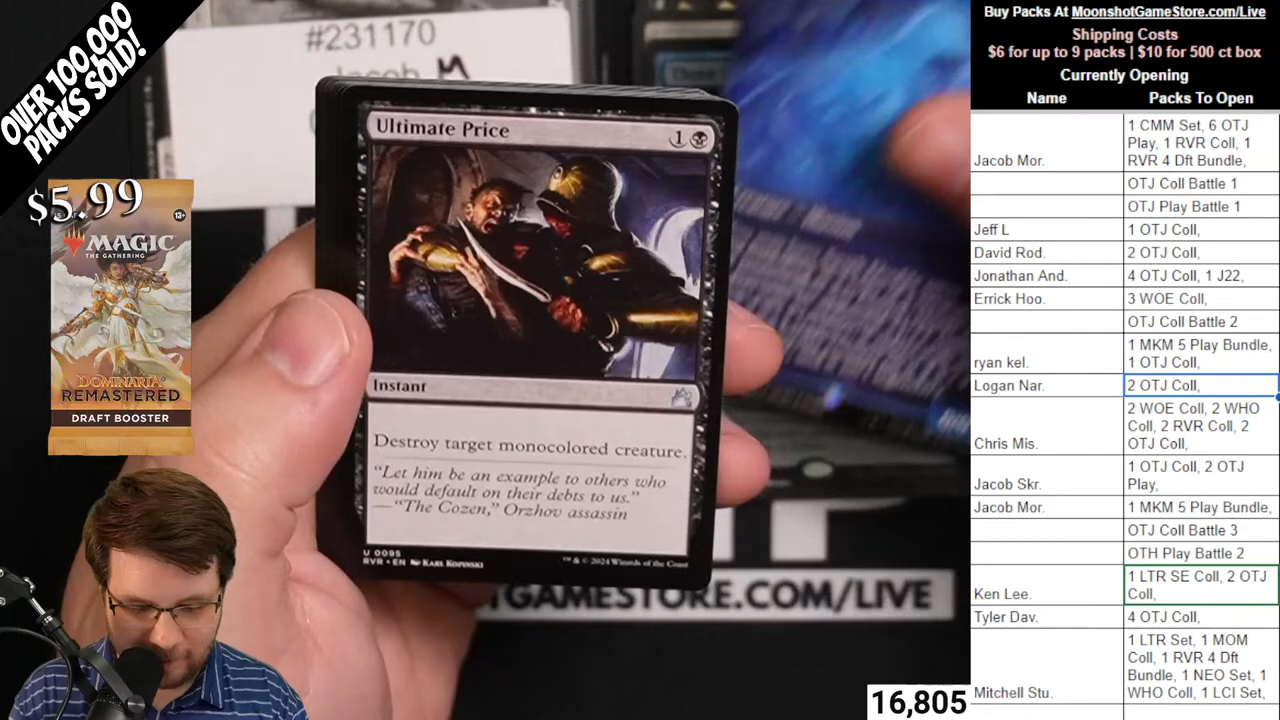 OVER 100,000
PACKS SOLD!
$5.99
13+
MAGIC
THE GATHERING
DOMINARIA
REMASTERED
DRAFT BOOSTER
#231170
Jacob M
Ultimate Price
1
Instant
Destroy target monocolored creature.
"Let him be an example to others who
would default on their debts to us."
—"The Cozen," Orzhov assassin
U 0095
RVR • EN Karl Kopinski
™ & © 2024 Wizards of the Coast
TGAMESTORE.COM/LIVE
16,805
Buy Packs At MoonshotGameStore.com/Live
Shipping Costs
$6 for up to 9 packs | $10 for 500 ct box
Currently Opening
Name Packs To Open
Jacob Mor. 1 CMM Set, 6 OTJ
Play, 1 RVR Coll, 1
RVR 4 Dft Bundle,
OTJ Coll Battle 1
OTJ Play Battle 1
Jeff L 1 OTJ Coll,
David Rod. 2 OTJ Coll,
Jonathan And. 4 OTJ Coll, 1 J22,
Errick Hoo. 3 WOE Coll,
OTJ Coll Battle 2
ryan kel. 1 MKM 5 Play Bundle,
1 OTJ Coll,
Logan Nar. 2 OTJ Coll,
Chris Mis. 2 WOE Coll, 2 WHO
Coll, 2 RVR Coll, 2
OTJ Coll,
Jacob Skr. 1 OTJ Coll, 2 OTJ
Play,
Jacob Mor. 1 MKM 5 Play Bundle,
OTJ Coll Battle 3
OTH Play Battle 2
Ken Lee. 1 LTR SE Coll, 2 OTJ
Coll,
Tyler Dav. 4 OTJ Coll,
Mitchell Stu. 1 LTR Set, 1 MOM
Coll, 1 RVR 4 Dft
Bundle, 1 NEO Set, 1
WHO Coll, 1 LCI Set,